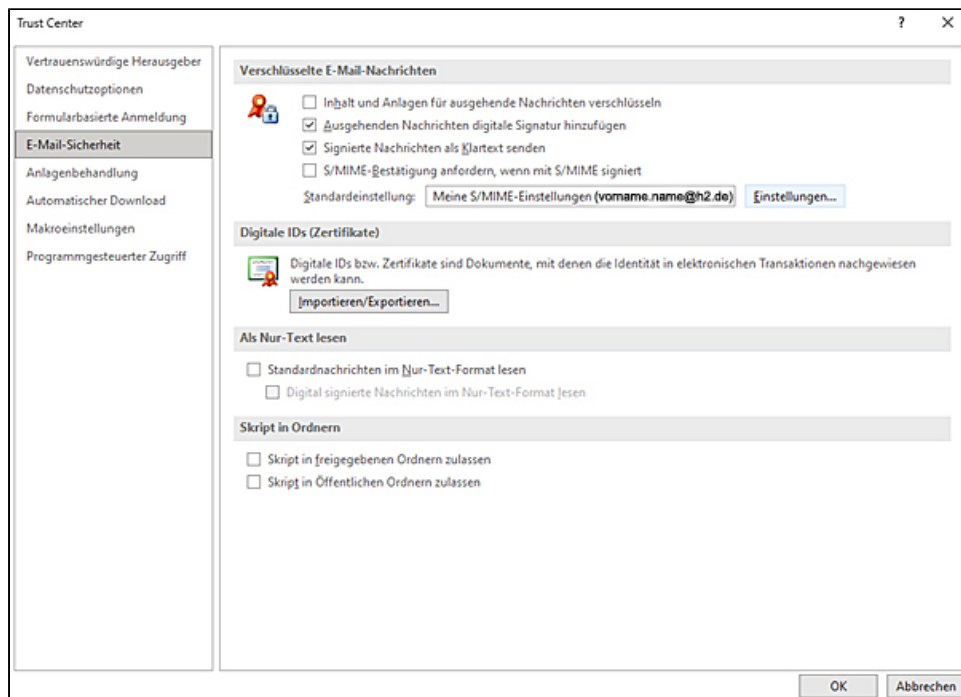 Trust Center
Vertrauenswürdige Herausgeber
Datenschutzoptionen
Formularbasierte Anmeldung
E-Mail-Sicherheit
Anlagenbehandlung
Automatischer Download
Makroeinstellungen
Programmgesteuerter Zugriff
Verschlüsselte E-Mail-Nachrichten
Inhalt und Anlagen für ausgehende Nachrichten verschlüsseln
Ausgehenden Nachrichten digitale Signatur hinzufügen
Signierte Nachrichten als Klartext senden
S/MIME-Bestätigung anfordern, wenn mit S/MIME signiert
Standardeinstellung: Meine S/MIME-Einstellungen (vorname.name@h2.de) Einstellungen...
Digitale IDs (Zertifikate)
Digitale IDs bzw. Zertifikate sind Dokumente, mit denen die Identität in elektronischen Transaktionen nachgewiesen
werden kann.
Importieren/Exportieren...
Als Nur-Text lesen
Standardnachrichten im Nur-Text-Format lesen
Digital signierte Nachrichten im Nur-Text-Format lesen
Skript in Ordnern
Skript in freigegebenen Ordnern zulassen
Skript in Öffentlichen Ordnern zulassen
OK Abbrechen